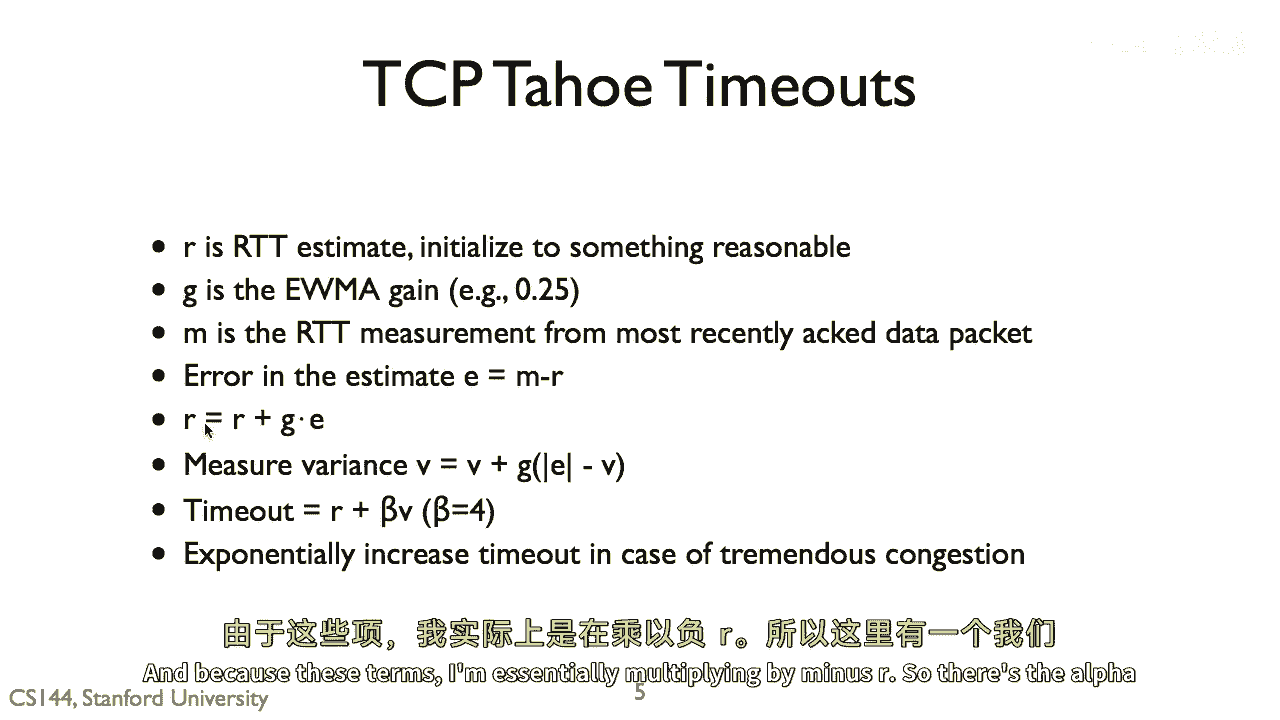 TCP Tahoe Timeouts
• r is RTT estimate, initialize to something reasonable
• g is the EWMA gain (e.g., 0.25)
• m is the RTT measurement from most recently acked data packet
• Error in the estimate e = m-r
• r = r + g·e
• Measure variance v = v + g(|e| - v)
• Timeout = r + βv (β=4)
• Exponentially increase timeout in case of tremendous congestion
由于这些项，我实际上是在乘以负 r。所以这里有一个我们
And because these terms, I'm essentially multiplying by minus r. So there's the alpha
CS144, Stanford University
5